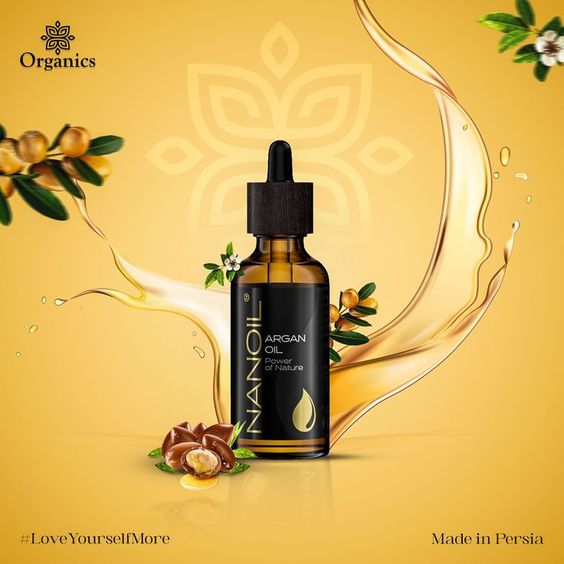 Organics
NANOIL
®
ARGAN
OIL
Power
of Nature
#LoveYourselfMore
Made in Persia